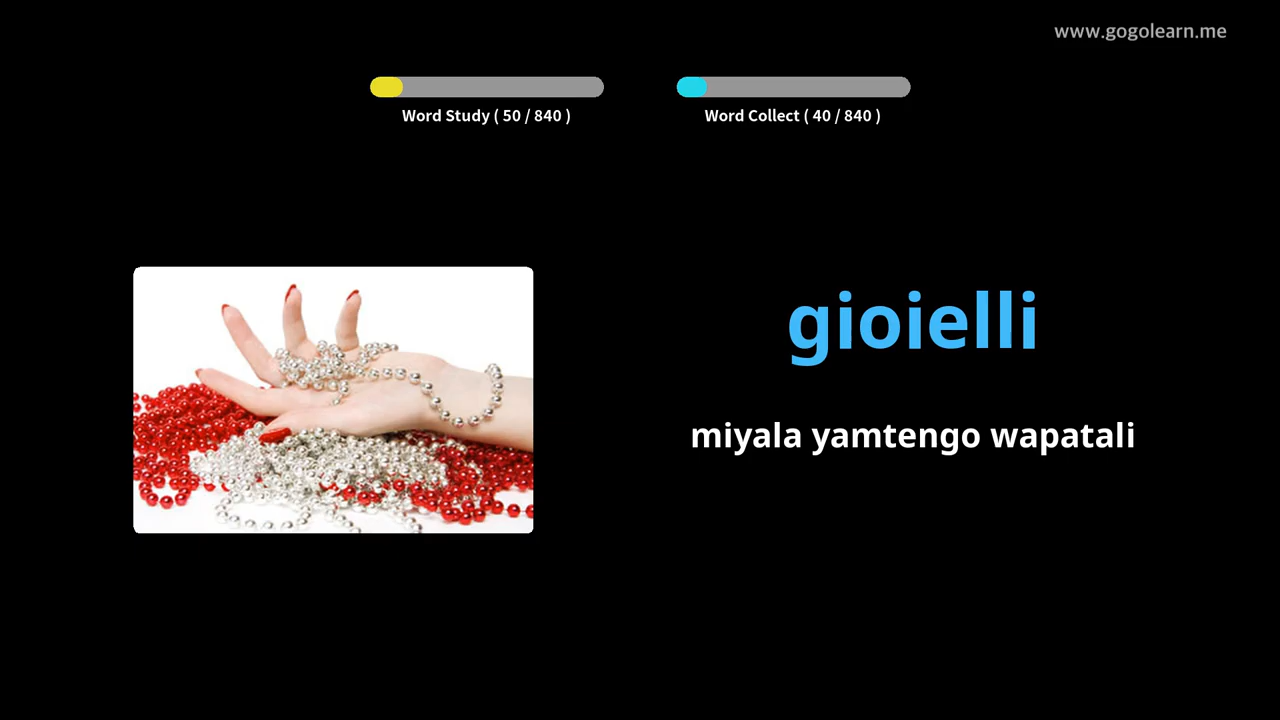 www.gogolearn.me
Word Study ( 50 / 840 )
Word Collect ( 40 / 840 )
gioielli
miyala yamtengo wapatali